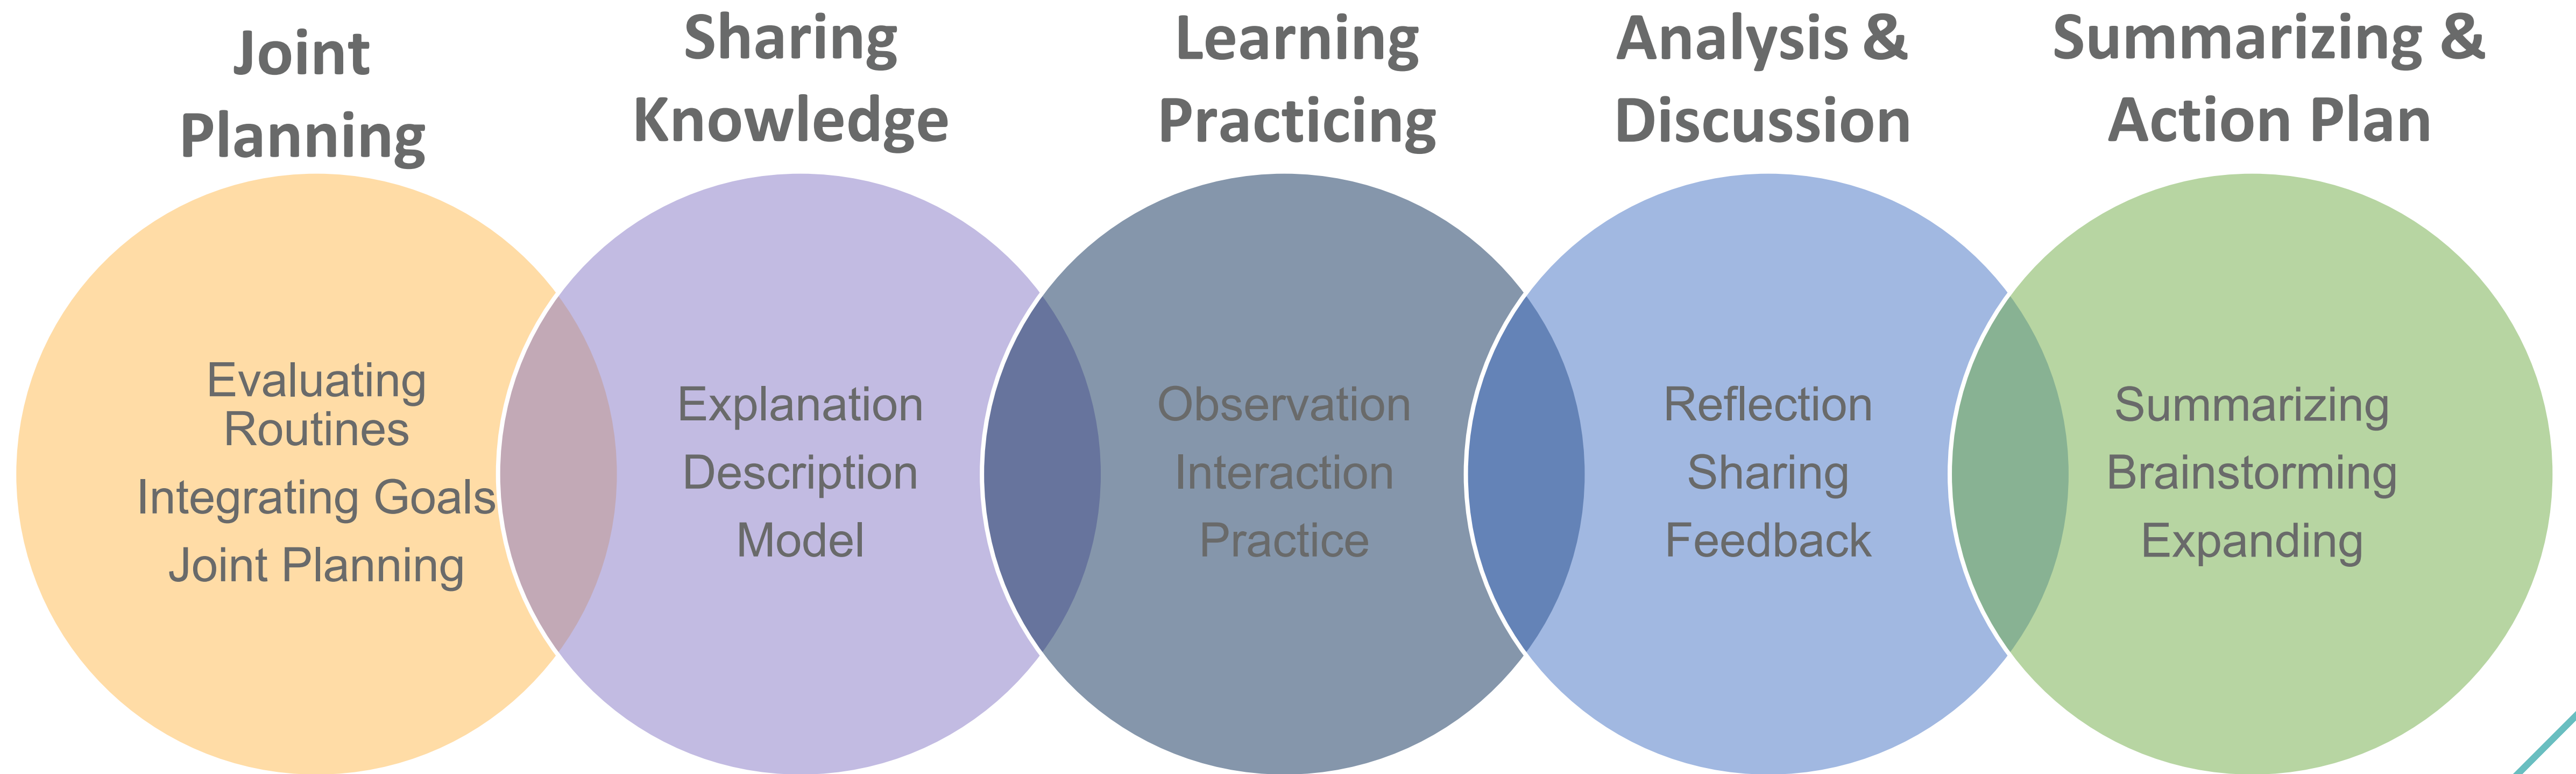 Joint
Planning
Sharing
Knowledge
Learning
Practicing
Analysis &
Discussion
Summarizing &
Action Plan
Evaluating
Routines
Integrating Goals
Joint Planning
Explanation
Description
Model
Observation
Interaction
Practice
Reflection
Sharing
Feedback
Summarizing
Brainstorming
Expanding